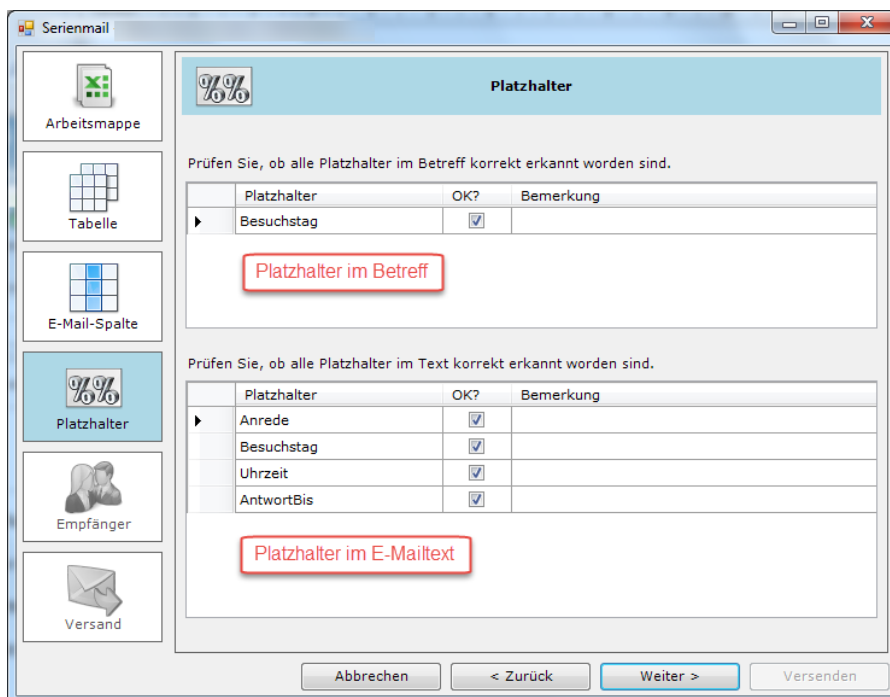 Serienmail
Arbeitsmappe
Tabelle
E-Mail-Spalte
Platzhalter
Empfänger
Versand
Platzhalter
Prüfen Sie, ob alle Platzhalter im Betreff korrekt erkannt worden sind.
Platzhalter OK? Bemerkung
Besuchstag
Platzhalter im Betreff
Prüfen Sie, ob alle Platzhalter im Text korrekt erkannt worden sind.
Platzhalter OK? Bemerkung
Anrede
Besuchstag
Uhrzeit
AntwortBis
Platzhalter im E-Mailtext
Abbrechen < Zurück Weiter > Versenden